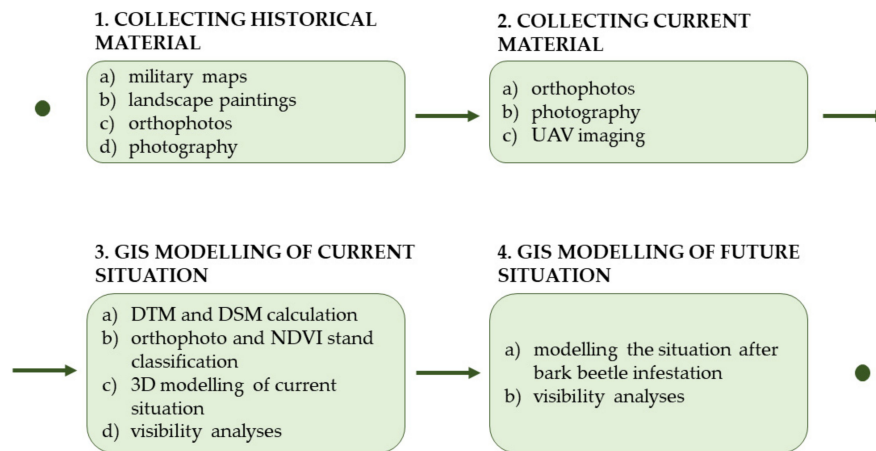 1. COLLECTING HISTORICAL
MATERIAL
a) military maps
b) landscape paintings
c) orthophotos
d) photography
2. COLLECTING CURRENT
MATERIAL
a) orthophotos
b) photography
c) UAV imaging
3. GIS MODELLING OF CURRENT
SITUATION
a) DTM and DSM calculation
b) orthophoto and NDVI stand
classification
c) 3D modelling of current
situation
d) visibility analyses
4. GIS MODELLING OF FUTURE
SITUATION
a) modelling the situation after
bark beetle infestation
b) visibility analyses